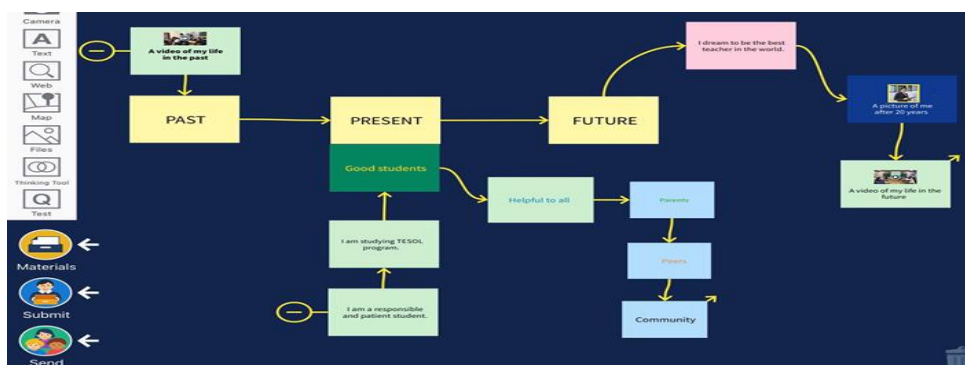 Camera
A
Text
Web
Map
Files
Thinking Tool
Q
Test
Materials
Submit
Send
A video of my life
in the past
PAST
PRESENT
FUTURE
I dream to be the best
teacher in the world.
A picture of me
after 20 years
A video of my life in the
future
Good students
Helpful to all
Parents
Peers
Community
I am studying TESOL
program.
I am a responsible
and patient student.